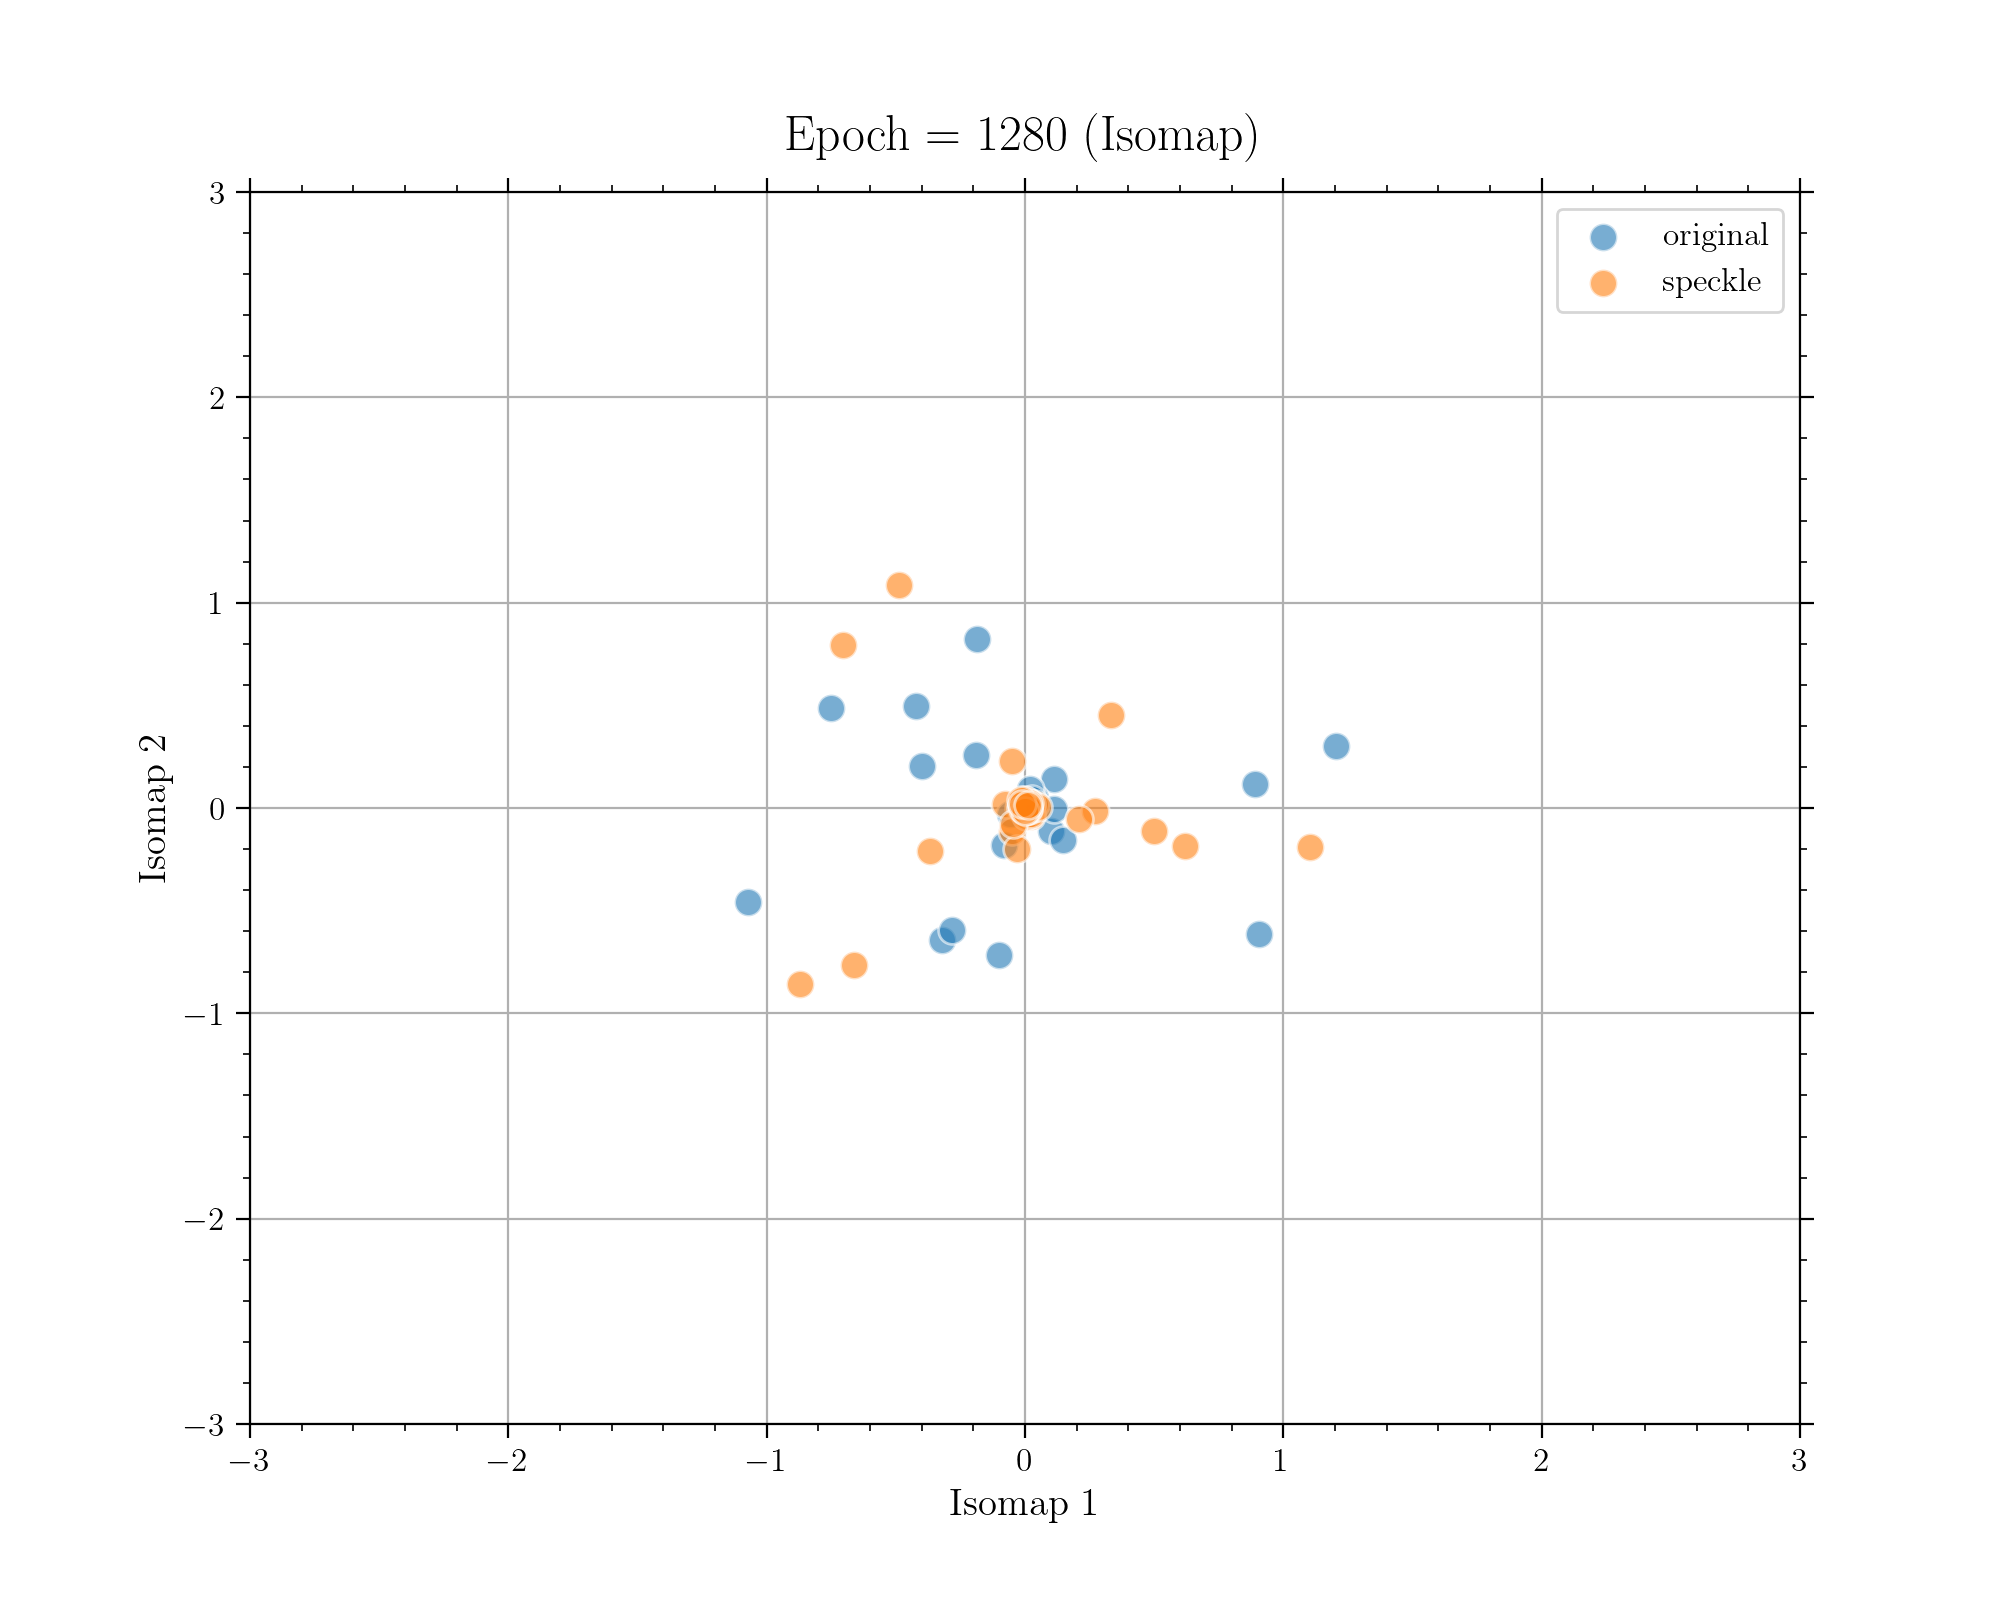 Epoch = 1280 (Isomap)
original
speckle
3
2
1
0
−1
−2
−3
Isomap 2
−3 −2 −1 0 1 2 3
Isomap 1